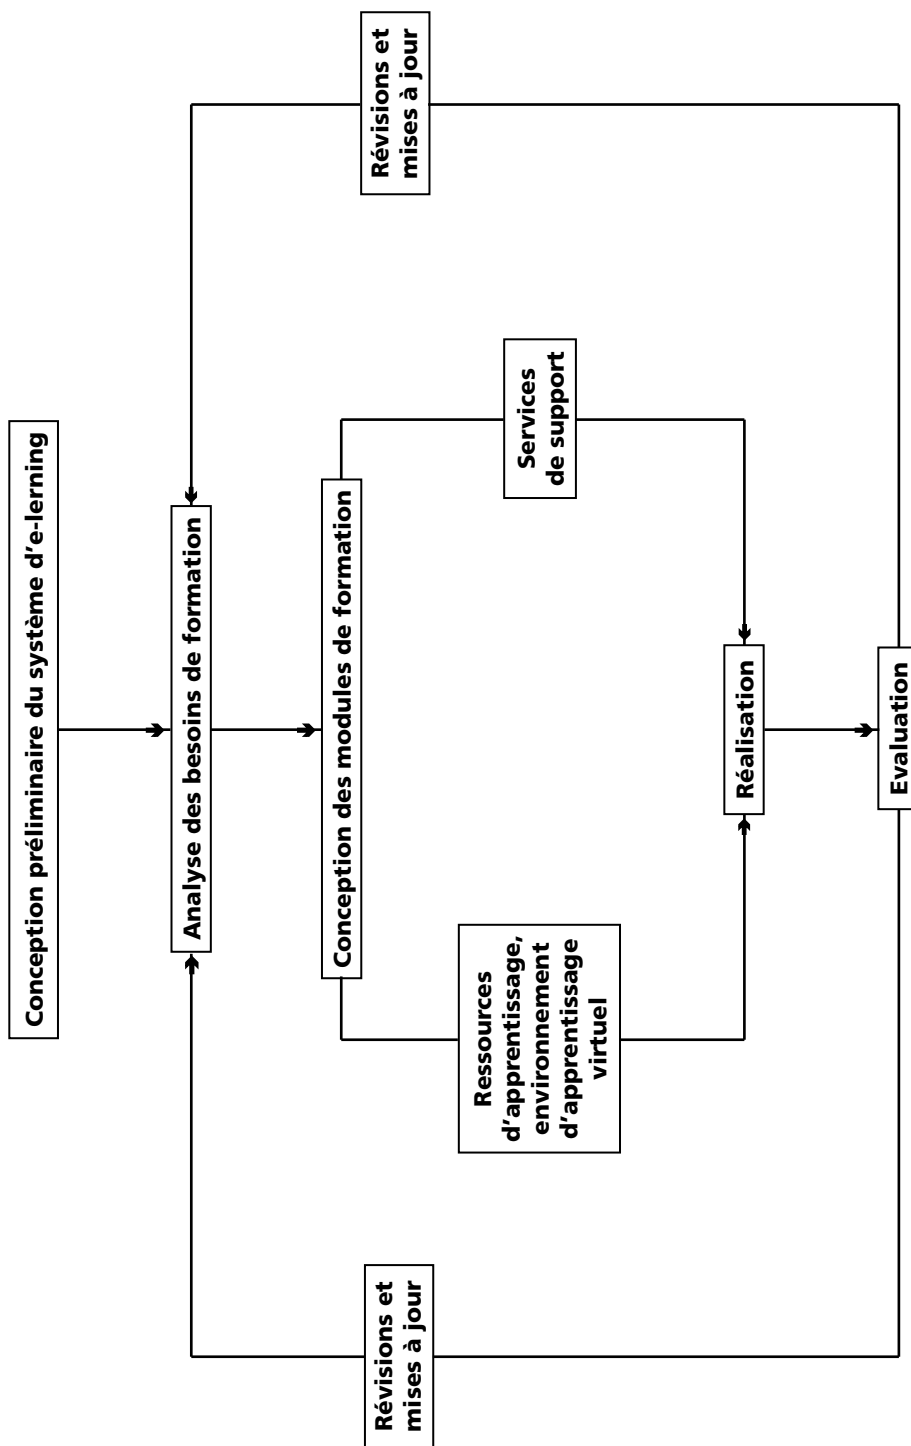 Conception préliminaire du système d’e-lerning
Analyse des besoins de formation
Conception des modules de formation
Révisions et
mises à jour
Ressources
d’apprentissage,
environnement
d’apprentissage
virtuel
Services
de support
Révisions et
mises à jour
Réalisation
Evaluation